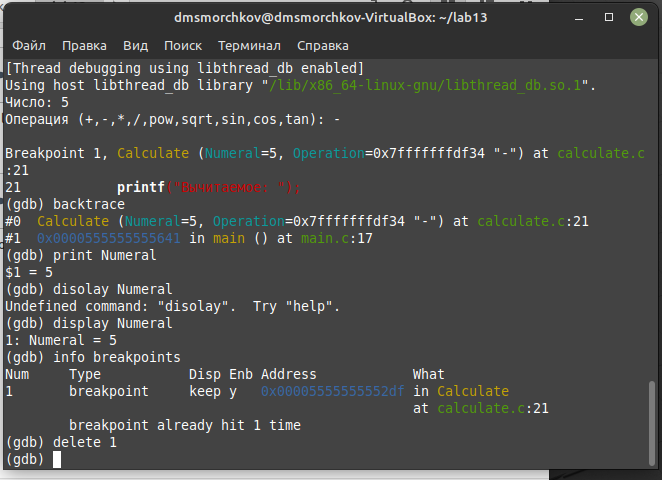 dmsmorchkov@dmsmorchkov-VirtualBox: ~/lab13
Файл Правка Вид Поиск Терминал Справка
[Thread debugging using libthread_db enabled]
Using host libthread_db library "/lib/x86_64-linux-gnu/libthread_db.so.1".
Число: 5
Операция (+,-,*,/,pow,sqrt,sin,cos,tan): -
Breakpoint 1, Calculate (Numeral=5, Operation=0x7fffffffdf34 "-") at calculate.c
:21
21 printf("Вычитаемое: ");
(gdb) backtrace
#0 Calculate (Numeral=5, Operation=0x7fffffffdf34 "-") at calculate.c:21
#1 0x0000555555555641 in main () at main.c:17
(gdb) print Numeral
$1 = 5
(gdb) disolay Numeral
Undefined command: "disolay". Try "help".
(gdb) display Numeral
1: Numeral = 5
(gdb) info breakpoints
Num Type Disp Enb Address What
1 breakpoint keep y 0x00005555555552df in Calculate
at calculate.c:21
breakpoint already hit 1 time
(gdb) delete 1
(gdb)